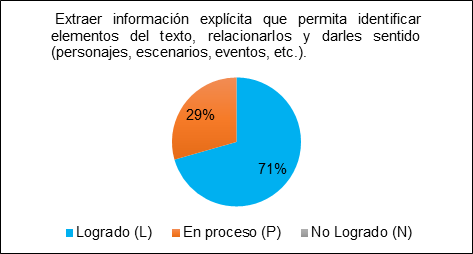 Extraer información explícita que permita identificar
elementos del texto, relacionarlos y darles sentido
(personajes, escenarios, eventos, etc.).
29%
71%
Logrado (L) En proceso (P) No Logrado (N)